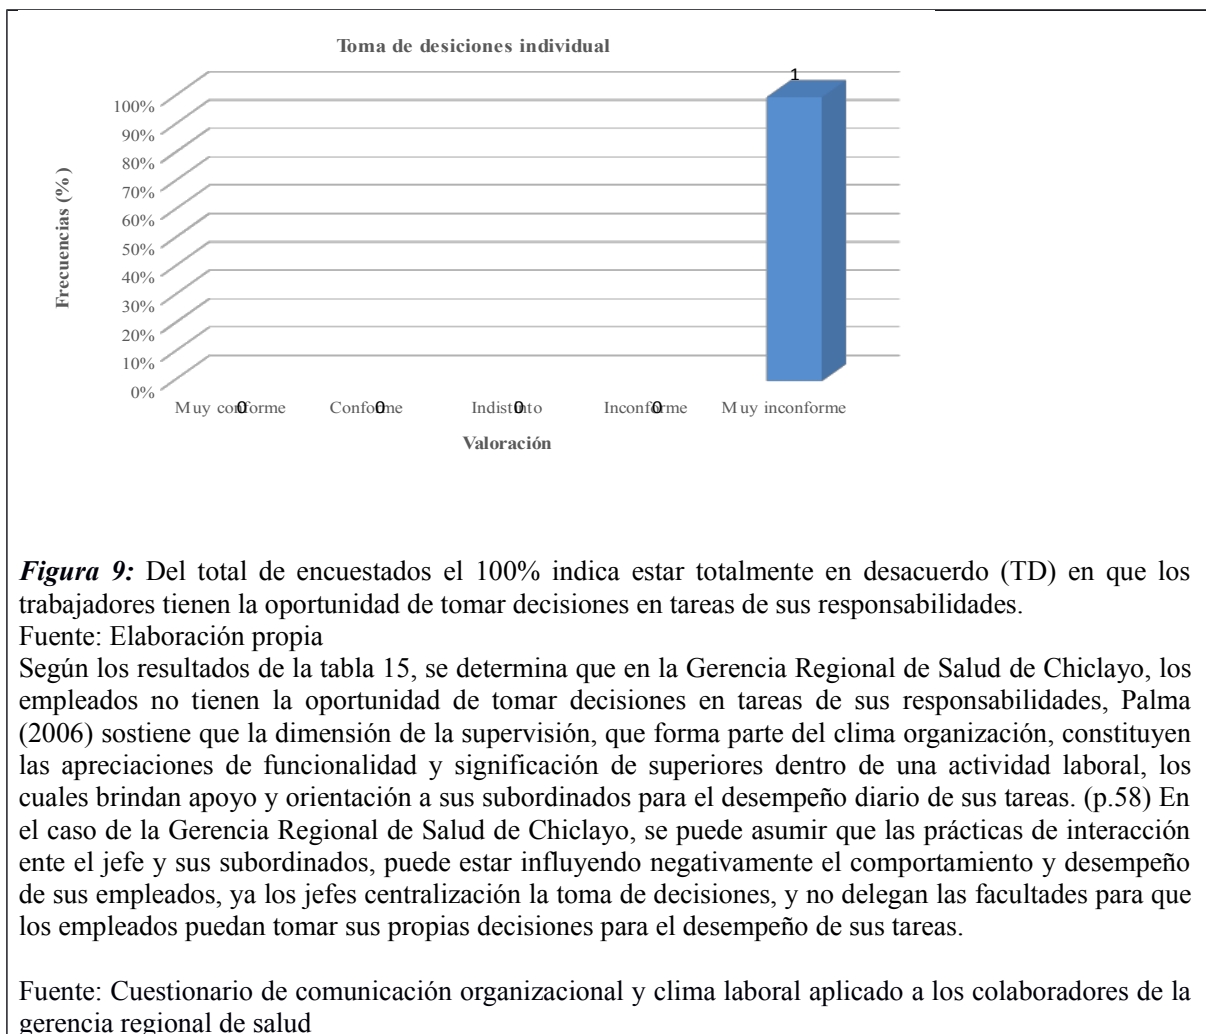 Toma de desiciones individual
1
100%
90%
80%
70%
60%
50%
40%
30%
20%
10%
0%
Frecuencias (%)
0 0 0 0
Muy conforme Conforme Indistinto Inconforme Muy inconforme
Valoración
Figura 9: Del total de encuestados el 100% indica estar totalmente en desacuerdo (TD) en que los
trabajadores tienen la oportunidad de tomar decisiones en tareas de sus responsabilidades.
Fuente: Elaboración propia
Según los resultados de la tabla 15, se determina que en la Gerencia Regional de Salud de Chiclayo, los
empleados no tienen la oportunidad de tomar decisiones en tareas de sus responsabilidades, Palma
(2006) sostiene que la dimensión de la supervisión, que forma parte del clima organización, constituyen
las apreciaciones de funcionalidad y significación de superiores dentro de una actividad laboral, los
cuales brindan apoyo y orientación a sus subordinados para el desempeño diario de sus tareas. (p.58) En
el caso de la Gerencia Regional de Salud de Chiclayo, se puede asumir que las prácticas de interacción
ente el jefe y sus subordinados, puede estar influyendo negativamente el comportamiento y desempeño
de sus empleados, ya los jefes centralización la toma de decisiones, y no delegan las facultades para que
los empleados puedan tomar sus propias decisiones para el desempeño de sus tareas.
Fuente: Cuestionario de comunicación organizacional y clima laboral aplicado a los colaboradores de la
gerencia regional de salud